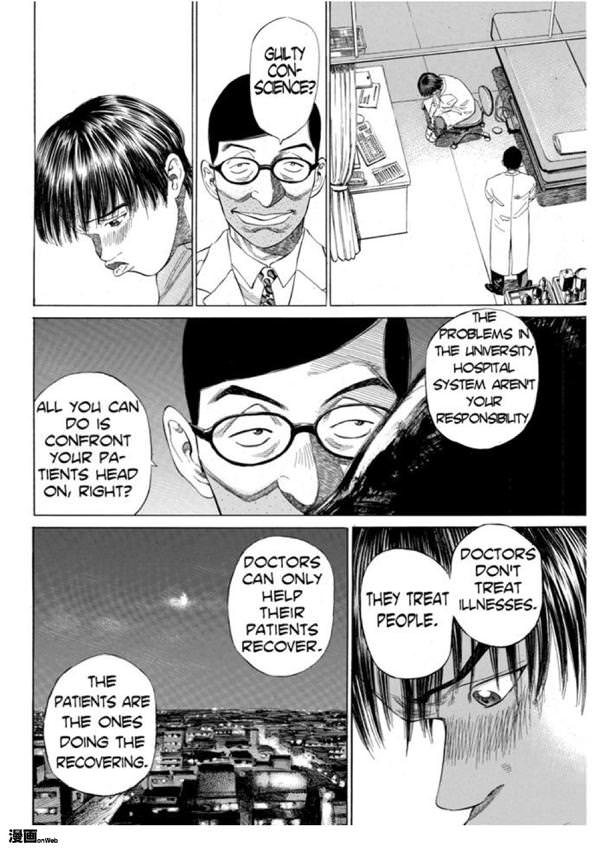 GUILTY
CON-
SCIENCE?
THE
PROBLEMS IN
THE UNIVERSITY
HOSPITAL
SYSTEM AREN'T
YOUR
RESPONSIBILITY
ALL YOU CAN
DO IS
CONFRONT
YOUR PA-
TIENTS HEAD
ON, RIGHT?
DOCTORS
DON'T
TREAT
ILLNESSES.
THEY TREAT
PEOPLE.
DOCTORS
CAN ONLY
HELP
THEIR
PATIENTS
RECOVER.
THE
PATIENTS ARE
THE ONES
DOING THE
RECOVERING.
漫画onWeb